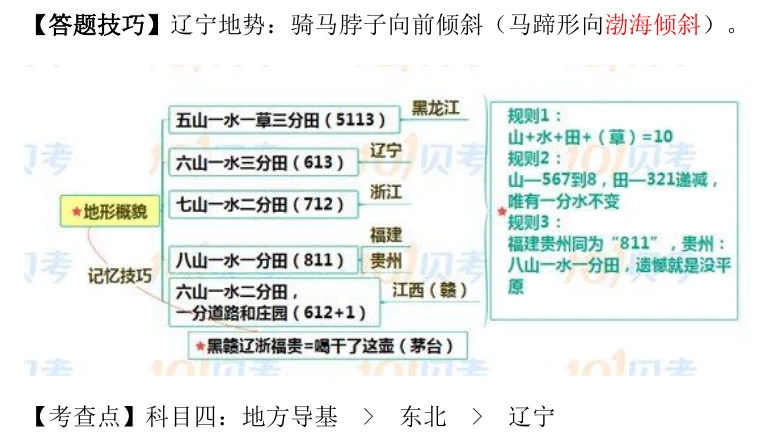 【答题技巧】辽宁地势：骑马脖子向前倾斜（马蹄形向渤海倾斜）。
★地形概貌
记忆技巧
五山一水一草三分田（5113）
黑龙江
六山一水三分田（613）
辽宁
七山一水二分田（712）
浙江
八山一水一分田（811）
福建
贵州
六山一水二分田，
一分道路和庄园（612+1）
江西（赣）
★黑赣辽浙福贵=喝干了这壶（茅台）
★
规则1：
山+水+田+（草）=10
规则2：
山—567到8，田—321递减，
唯有一分水不变
规则3：
福建贵州同为“811”，贵州：
八山一水一分田，遗憾就是没平
原
101贝考
【考查点】科目四：地方导基 > 东北 > 辽宁